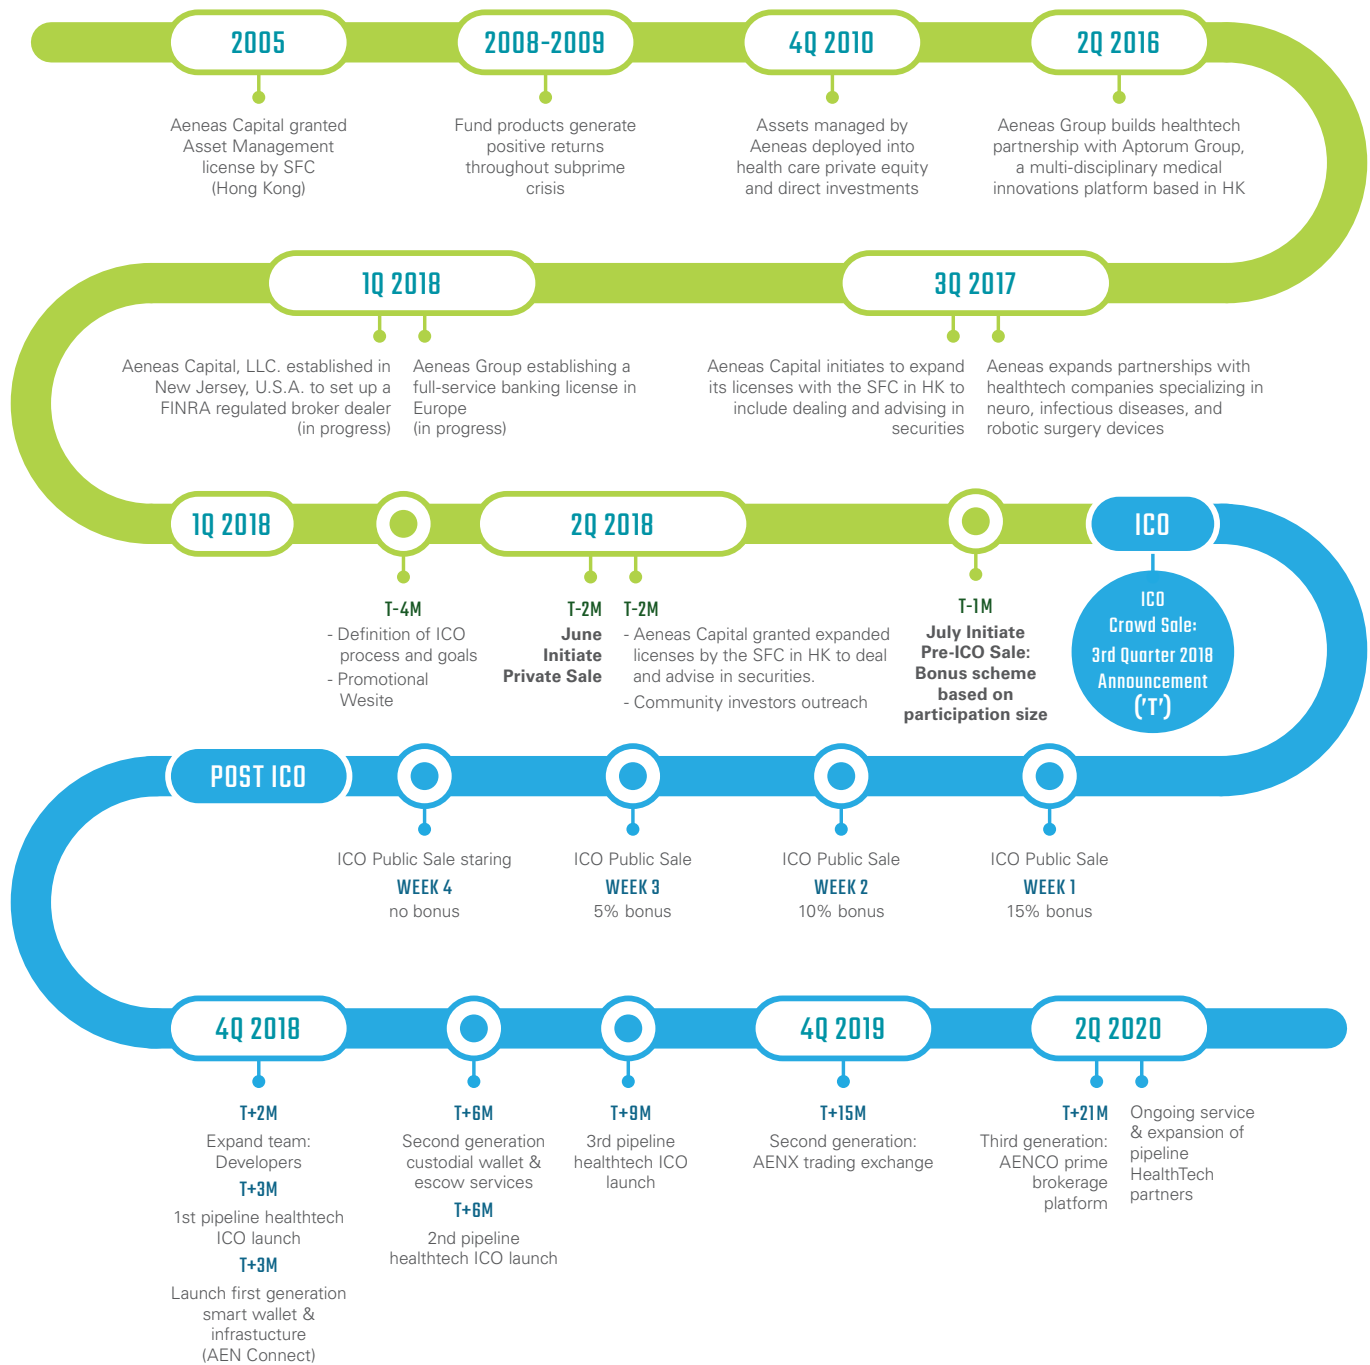 2005
Aeneas Capital granted
Asset Management
license by SFC
(Hong Kong)
2008-2009
Fund products generate
positive returns
throughout subprime
crisis
4Q 2010
Assets managed by
Aeneas deployed into
health care private equity
and direct investments
2Q 2016
Aeneas Group builds healthtech
partnership with Aptorum Group,
a multi-disciplinary medical
innovations platform based in HK
3Q 2017
Aeneas Capital initiates to expand
its licenses with the SFC in HK to
include dealing and advising in
securities
Aeneas expands partnerships with
healthtech companies specializing in
neuro, infectious diseases, and
robotic surgery devices
1Q 2018
Aeneas Capital, LLC. established in
New Jersey, U.S.A. to set up a
FINRA regulated broker dealer
(in progress)
Aeneas Group establishing a
full-service banking license in
Europe
(in progress)
1Q 2018
T-4M
- Definition of ICO
process and goals
- Promotional
Wesite
2Q 2018
T-2M
June
Initiate
Private Sale
T-2M
- Aeneas Capital granted expanded
licenses by the SFC in HK to deal
and advise in securities.
- Community investors outreach
T-1M
July Initiate
Pre-ICO Sale:
Bonus scheme
based on
participation size
ICO
ICO
Crowd Sale:
3rd Quarter 2018
Announcement
('T')
ICO Public Sale
WEEK 1
15% bonus
ICO Public Sale
WEEK 2
10% bonus
ICO Public Sale
WEEK 3
5% bonus
ICO Public Sale staring
WEEK 4
no bonus
POST ICO
4Q 2018
T+2M
Expand team:
Developers
T+3M
1st pipeline healthtech
ICO launch
T+3M
Launch first generation
smart wallet &
infrastucture
(AEN Connect)
T+6M
Second generation
custodial wallet &
escow services
T+6M
2nd pipeline
healthtech ICO launch
T+9M
3rd pipeline
healthtech ICO
launch
4Q 2019
T+15M
Second generation:
AENX trading exchange
2Q 2020
T+21M
Third generation:
AENCO prime
brokerage
platform
Ongoing service
& expansion of
pipeline
HealthTech
partners